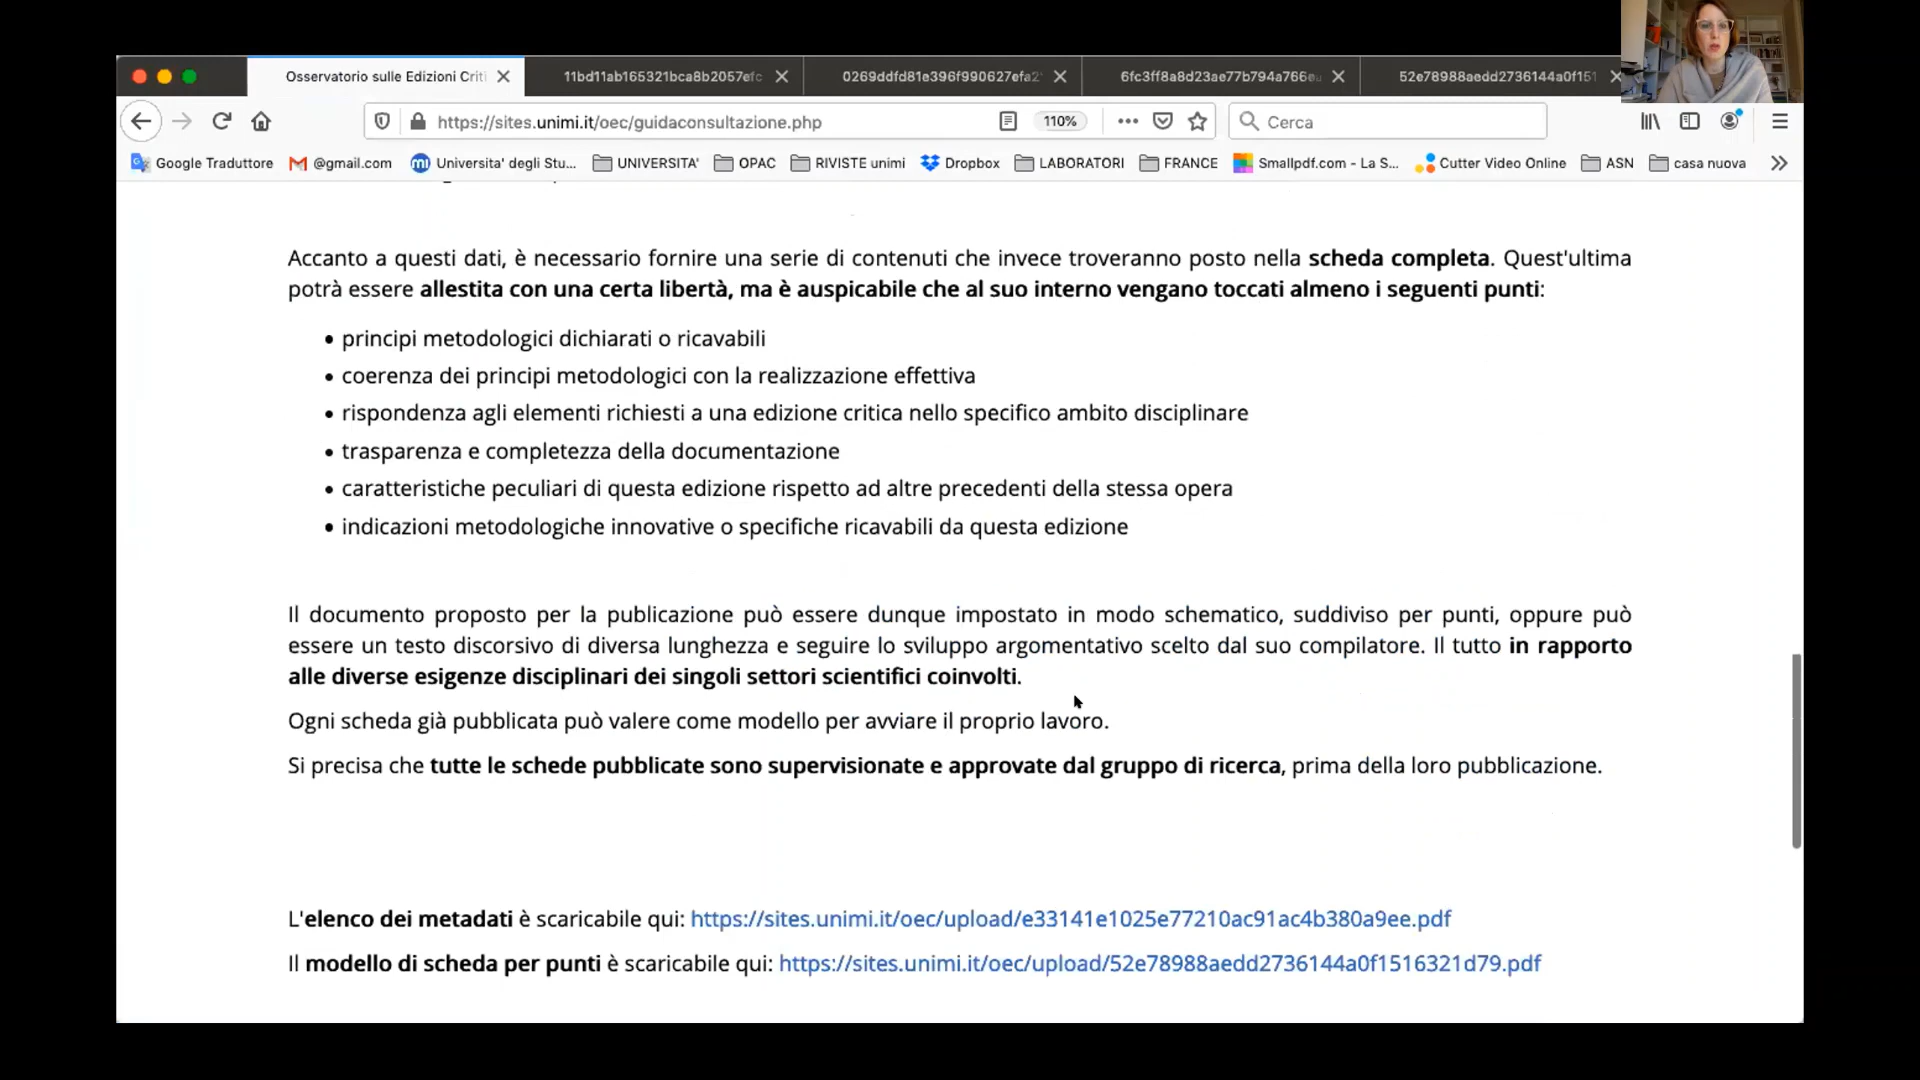 Osservatorio sulle Edizioni Criti
11bd11ab165321bca8b2057efc
0269ddfd81e396f990627efa2
6fc3ff8a8d23ae77b794a766e
52e78988aedd2736144a0f151
https://sites.unimi.it/oec/guidaconsultazione.php
110%
Cerca
Google Traduttore
@gmail.com
Universita' degli Stu...
UNIVERSITA'
OPAC
RIVISTE unimi
Dropbox
LABORATORI
FRANCE
Smallpdf.com - La S...
Cutter Video Online
ASN
casa nuova
Accanto a questi dati, è necessario fornire una serie di contenuti che invece troveranno posto nella scheda completa. Quest'ultima
potrà essere allestita con una certa libertà, ma è auspicabile che al suo interno vengano toccati almeno i seguenti punti:
• principi metodologici dichiarati o ricavabili
• coerenza dei principi metodologici con la realizzazione effettiva
• rispondenza agli elementi richiesti a una edizione critica nello specifico ambito disciplinare
• trasparenza e completezza della documentazione
• caratteristiche peculiari di questa edizione rispetto ad altre precedenti della stessa opera
• indicazioni metodologiche innovative o specifiche ricavabili da questa edizione
Il documento proposto per la publicazione può essere dunque impostato in modo schematico, suddiviso per punti, oppure può
essere un testo discorsivo di diversa lunghezza e seguire lo sviluppo argomentativo scelto dal suo compilatore. Il tutto in rapporto
alle diverse esigenze disciplinari dei singoli settori scientifici coinvolti.
Ogni scheda già pubblicata può valere come modello per avviare il proprio lavoro.
Si precisa che tutte le schede pubblicate sono supervisionate e approvate dal gruppo di ricerca, prima della loro pubblicazione.
L'elenco dei metadati è scaricabile qui: https://sites.unimi.it/oec/upload/e33141e1025e77210ac91ac4b380a9ee.pdf
Il modello di scheda per punti è scaricabile qui: https://sites.unimi.it/oec/upload/52e78988aedd2736144a0f1516321d79.pdf